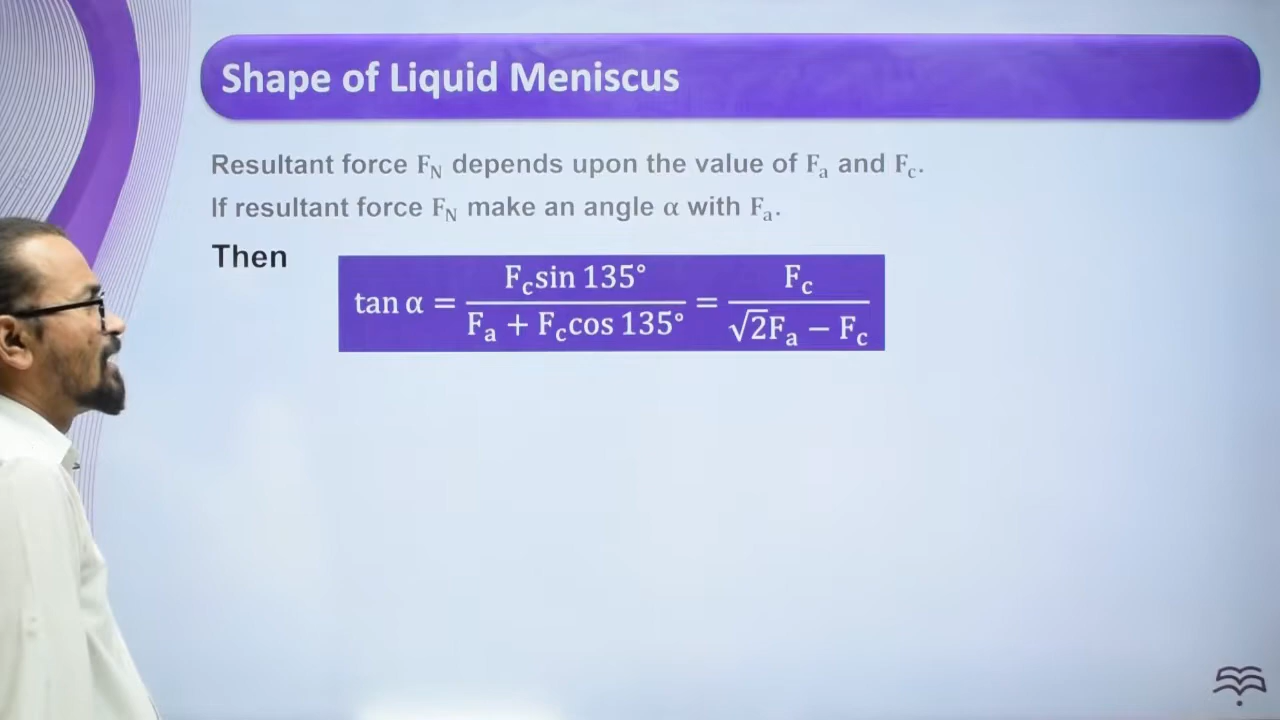 Shape of Liquid Meniscus
Resultant force F_N depends upon the value of F_a and F_c.
If resultant force F_N make an angle α with F_a.
Then
tan α = F_c sin 135° / (F_a + F_c cos 135°) = F_c / (√2F_a − F_c)